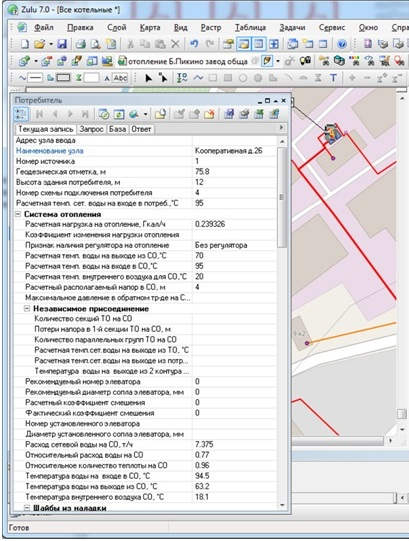 Zulu 7.0 - [Все котельные *]
Файл Правка Слой Карта Вид Растр Таблица Задачи Сервис Окно Спра
отопление Б.Пикино завод обща
Abc
Потребитель
Текущая запись Запрос База Ответ
Адрес узла ввода
Наименование узла Кооперативная д.26
Номер источника 1
Геодезическая отметка, м 75.8
Высота здания потребителя, м 12
Номер схемы подключения потребителя 4
Расчетная темп. сет. воды на входе в потреб.,°С 95
Система отопления
Расчетная нагрузка на отопление, Гкал/ч 0.239326
Коэффициент изменения нагрузки отопления
Признак наличия регулятора на отопление Без регулятора
Расчетная темп. воды на выходе из СО,°С 70
Расчетная темп. воды на входе в СО,°С 95
Расчетная темп. внутреннего воздуха для СО,°С 20
Расчетный располагаемый напор в СО, м 4
Максимальное давление в обратном тр-де на С...
Независимое присоединение
Количество секций ТО на СО
Потери напора в 1-й секции ТО на СО, м
Количество параллельных групп ТО на СО
Расчетная темп.сет.воды на выходе из ТО, °С
Расчетная темп.сет.воды на выходе из потр...
Температура воды на выходе из 2 контура ...
Рекомендуемый номер элеватора 0
Рекомендуемый диаметр сопла элеватора, мм 0
Расчетный коэффициент смешения 0
Фактический коэффициент смешения 0
Номер установленного элеватора
Диаметр установленного сопла элеватора, мм
Расход сетевой воды на СО, т/ч 7.375
Относительный расход воды на СО 0.77
Относительное количество теплоты на СО 0.96
Температура воды на входе в СО, °С 94.5
Температура воды на выходе из СО, °С 63.2
Температура внутреннего воздуха СО, °С 18.1
Шайбы из наладки
9+2
Готов